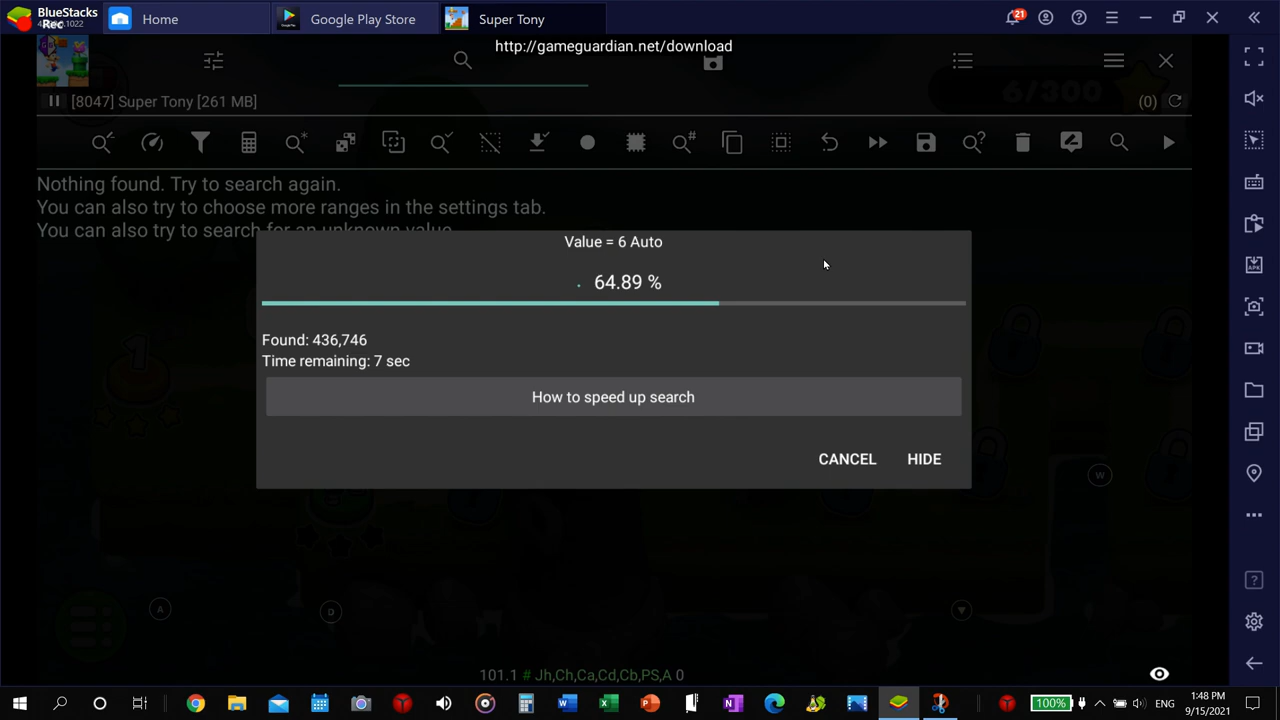 BlueStacks
Rec
Home
Google Play Store
Super Tony
21
http://gameguardian.net/download
6/300
[8047] Super Tony [261 MB]
(0)
Nothing found. Try to search again.
You can also try to choose more ranges in the settings tab.
You can also try to search for an unknown value.
Value = 6 Auto
64.89 %
Found: 436,746
Time remaining: 7 sec
How to speed up search
CANCEL
HIDE
1
W
A
D
101.1 # Jh,Ch,Ca,Cd,Cb,PS,A 0
100%
1:48 PM
9/15/2021